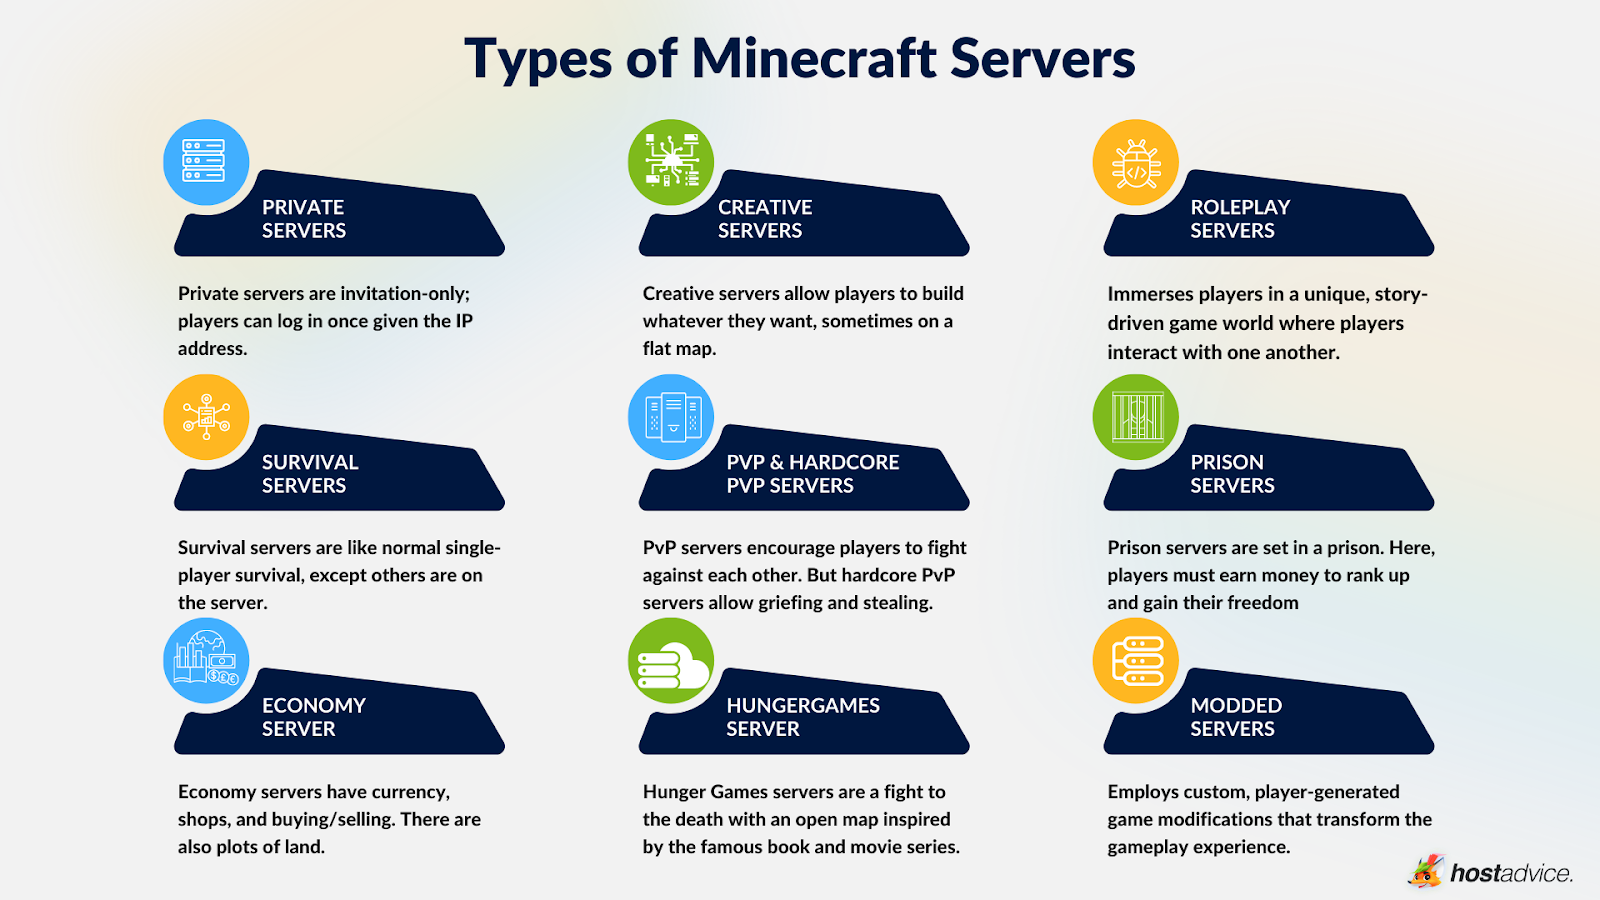 Types of Minecraft Servers
PRIVATE
SERVERS
Private servers are invitation-only;
players can log in once given the IP
address.
CREATIVE
SERVERS
Creative servers allow players to build
whatever they want, sometimes on a
flat map.
ROLEPLAY
SERVERS
Immerses players in a unique, story-
driven game world where players
interact with one another.
SURVIVAL
SERVERS
Survival servers are like normal single-
player survival, except others are on
the server.
PVP & HARDCORE
PVP SERVERS
PvP servers encourage players to fight
against each other. But hardcore PvP
servers allow griefing and stealing.
PRISON
SERVERS
Prison servers are set in a prison. Here,
players must earn money to rank up
and gain their freedom
ECONOMY
SERVER
Economy servers have currency,
shops, and buying/selling. There are
also plots of land.
HUNGERGAMES
SERVER
Hunger Games servers are a fight to
the death with an open map inspired
by the famous book and movie series.
MODDED
SERVERS
Employs custom, player-generated
game modifications that transform the
gameplay experience.
hostadvice.